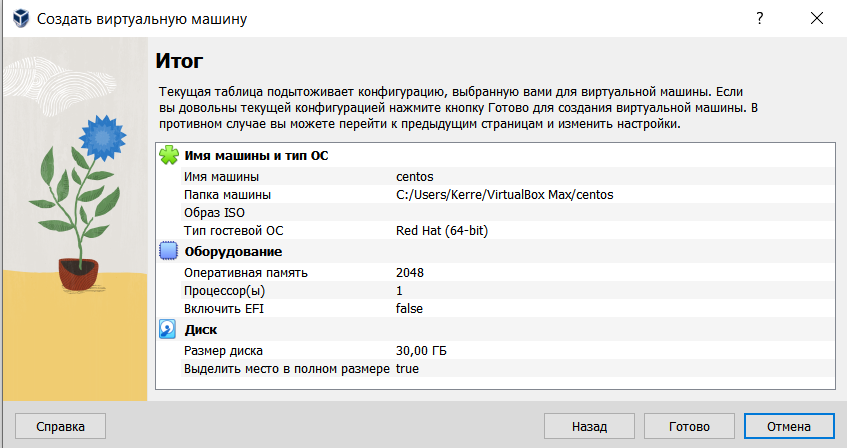 Создать виртуальную машину
?
Итог
Текущая таблица подытоживает конфигурацию, выбранную вами для виртуальной машины. Если
вы довольны текущей конфигурацией нажмите кнопку Готово для создания виртуальной машины. В
противном случае вы можете перейти к предыдущим страницам и изменить настройки.
Имя машины и тип ОС
Имя машины centos
Папка машины C:/Users/Kerre/VirtualBox Max/centos
Образ ISO
Тип гостевой ОС Red Hat (64-bit)
Оборудование
Оперативная память 2048
Процессор(ы) 1
Включить EFI false
Диск
Размер диска 30,00 ГБ
Выделить место в полном размере true
Справка Назад Готово Отмена